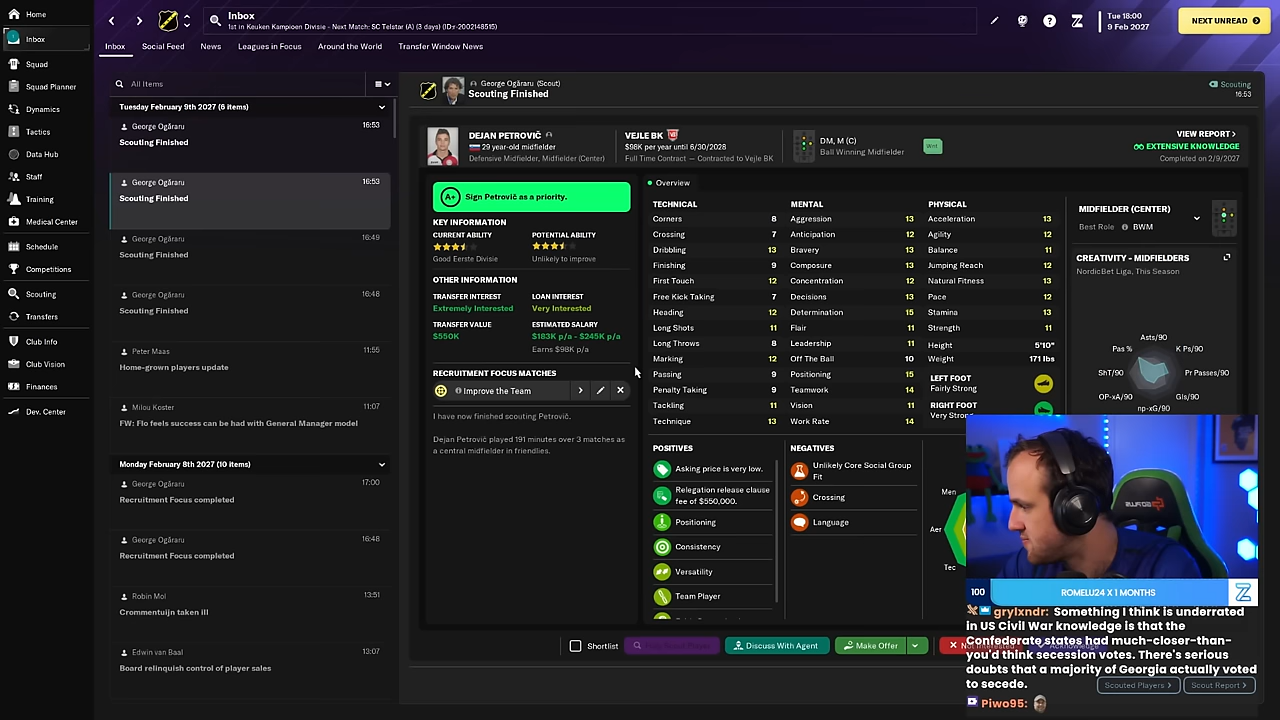 Home
Inbox
Squad
Squad Planner
Dynamics
Tactics
Data Hub
Staff
Training
Medical Center
Schedule
Competitions
Scouting
Transfers
Club Info
Club Vision
Finances
Dev. Center
Inbox
1st in Keuken Kampioen Divisie - Next Match: SC Telstar (A) (3 days) (ID:-2002148515)
Tue 18:00
9 Feb 2027
NEXT UNREAD
Inbox
Social Feed
News
Leagues in Focus
Around the World
Transfer Window News
All Items
Tuesday February 9th 2027 (6 items)
George Ogăraru 16:53
Scouting Finished
George Ogăraru 16:53
Scouting Finished
George Ogăraru 16:49
Scouting Finished
George Ogăraru 16:48
Scouting Finished
Peter Maas 11:55
Home-grown players update
Milou Koster 11:07
FW: Flo feels success can be had with General Manager model
Monday February 8th 2027 (10 items)
George Ogăraru 17:00
Recruitment Focus completed
George Ogăraru 16:48
Recruitment Focus completed
Robin Mol 13:51
Crommentuijn taken ill
Edwin van Baal 13:07
Board relinquish control of player sales
George Ogăraru (Scout)
Scouting Finished
Scouting
16:53
DEJAN PETROVIČ
29 year-old midfielder
Defensive Midfielder, Midfielder (Center)
VEJLE BK
$98K per year until 6/30/2028
Full Time Contract — Contracted to Vejle BK
DM, M (C)
Ball Winning Midfielder
Wnt
VIEW REPORT
EXTENSIVE KNOWLEDGE
Completed on 2/9/2027
A+ Sign Petrovič as a priority.
KEY INFORMATION
CURRENT ABILITY
Good Eerste Divisie
POTENTIAL ABILITY
Unlikely to improve
OTHER INFORMATION
TRANSFER INTEREST
Extremely Interested
LOAN INTEREST
Very Interested
TRANSFER VALUE
$550K
ESTIMATED SALARY
$183K p/a - $245K p/a
Earns $98K p/a
RECRUITMENT FOCUS MATCHES
Improve the Team
I have now finished scouting Petrovič.
Dejan Petrovič played 191 minutes over 3 matches as
a central midfielder in friendlies.
Overview
TECHNICAL
Corners 8
Crossing 7
Dribbling 13
Finishing 9
First Touch 12
Free Kick Taking 7
Heading 12
Long Shots 11
Long Throws 8
Marking 12
Passing 9
Penalty Taking 9
Tackling 11
Technique 13
MENTAL
Aggression 13
Anticipation 12
Bravery 13
Composure 13
Concentration 12
Decisions 13
Determination 15
Flair 11
Leadership 11
Off The Ball 10
Positioning 15
Teamwork 14
Vision 11
Work Rate 14
PHYSICAL
Acceleration 13
Agility 12
Balance 11
Jumping Reach 12
Natural Fitness 13
Pace 12
Stamina 13
Strength 11
Height 5'10"
Weight 171 lbs
LEFT FOOT
Fairly Strong
RIGHT FOOT
Very Strong
MIDFIELDER (CENTER)
Best Role BWM
CREATIVITY - MIDFIELDERS
NordicBet Liga, This Season
Asts/90
Pas %
K Ps/90
ShT/90
Pr Passes/90
OP-xA/90
Gls/90
np-xG/90
POSITIVES
Asking price is very low.
Relegation release clause
fee of $550,000.
Positioning
Consistency
Versatility
Team Player
NEGATIVES
Unlikely Core Social Group
Fit
Crossing
Language
Men
Aer
Tec
Shortlist
Discuss With Agent
Make Offer
Not Interested
Acknowledge
100 ROMELU24 X 1 MONTHS
grylxndr: Something I think is underrated
in US Civil War knowledge is that the
Confederate states had much-closer-than-
you'd think secession votes. There's serious
doubts that a majority of Georgia actually voted
to secede.
Piwo95:
Scouted Players
Scout Report